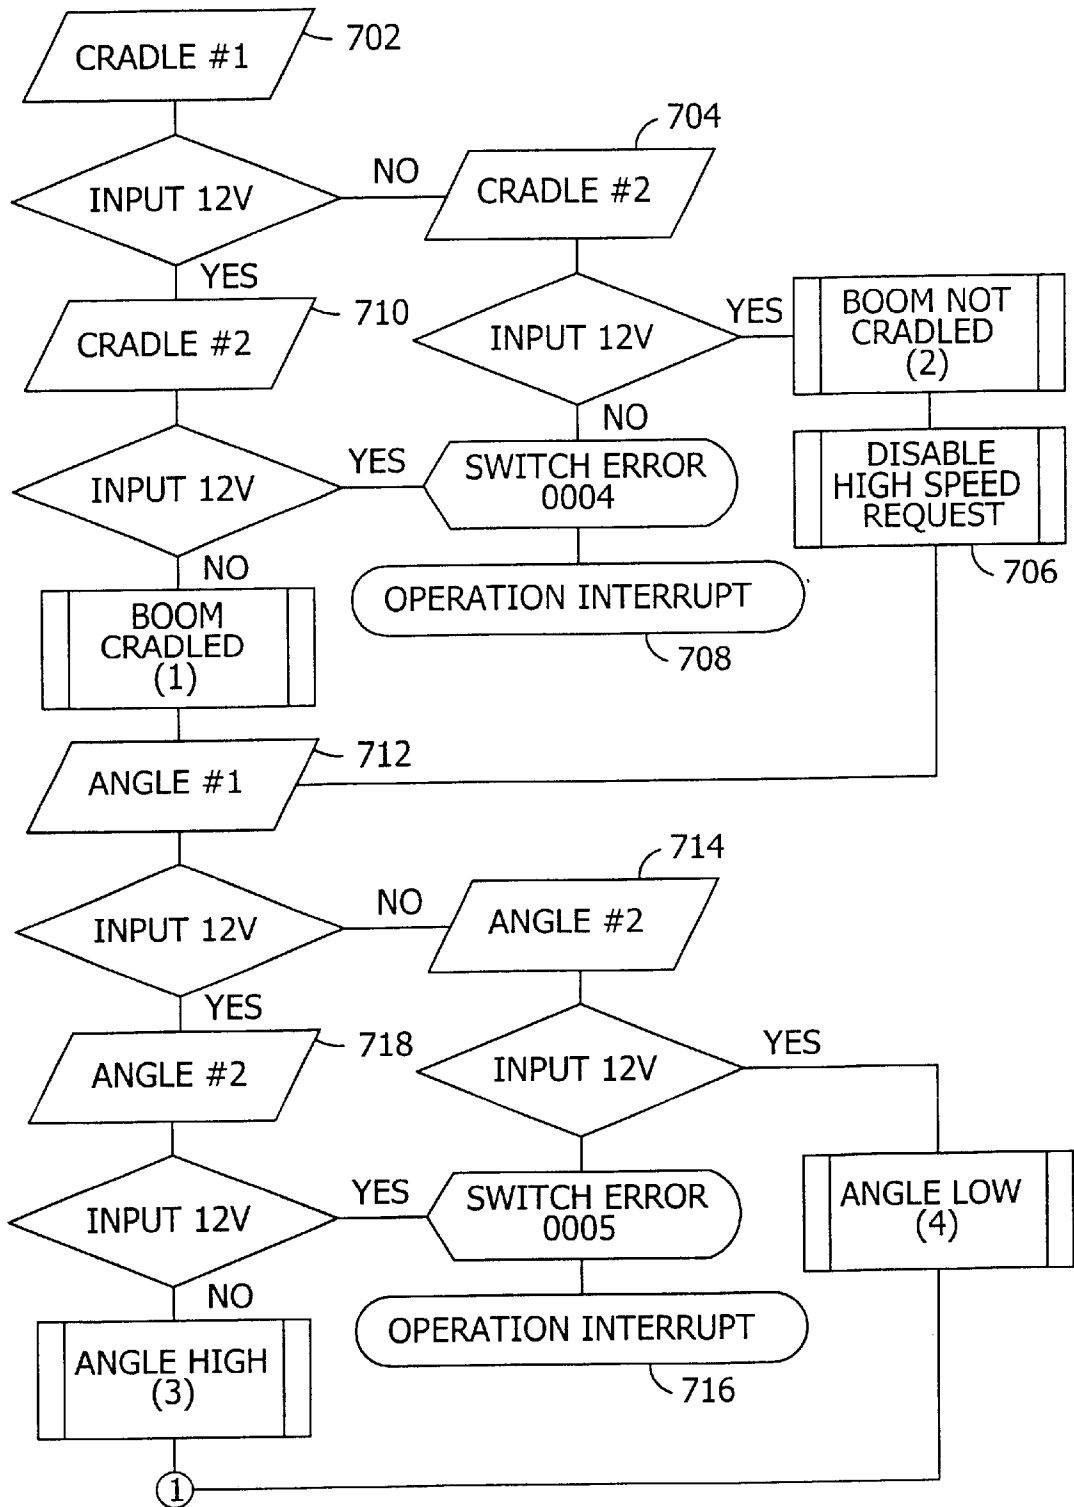 CRADLE #1
702
704
INPUT 12V
NO
CRADLE #2
YES
CRADLE #2
710
INPUT 12V
YES
BOOM NOT
CRADLED
(2)
NO
INPUT 12V
YES
SWITCH ERROR
0004
DISABLE
HIGH SPEED
REQUEST
706
NO
BOOM
CRADLED
(1)
OPERATION INTERRUPT
708
ANGLE #1
712
714
INPUT 12V
NO
ANGLE #2
YES
ANGLE #2
718
INPUT 12V
YES
INPUT 12V
YES
SWITCH ERROR
0005
ANGLE LOW
(4)
NO
ANGLE HIGH
(3)
OPERATION INTERRUPT
716
1